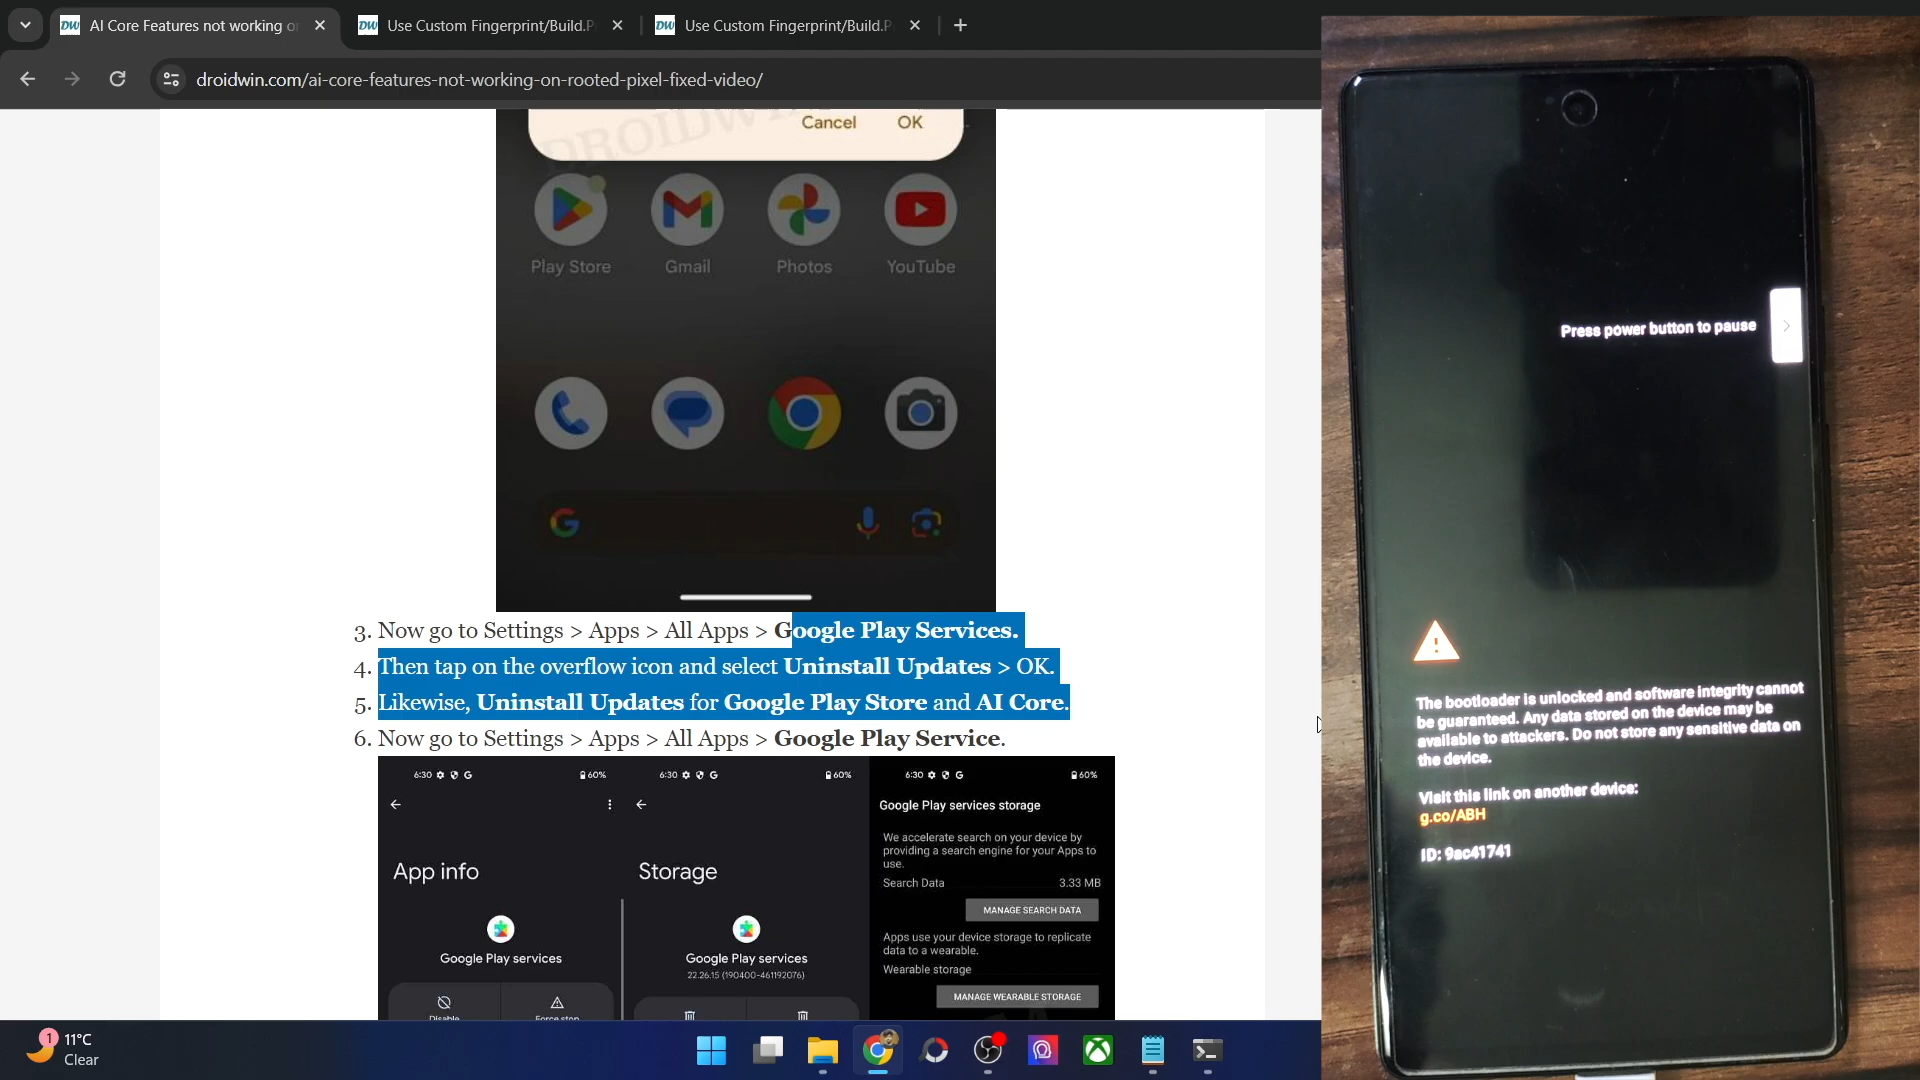 AI Core Features not working o
Use Custom Fingerprint/Build.P
Use Custom Fingerprint/Build.P
droidwin.com/ai-core-features-not-working-on-rooted-pixel-fixed-video/
DROIDWIN
Cancel OK
Play Store Gmail Photos YouTube
3. Now go to Settings > Apps > All Apps > Google Play Services.
4. Then tap on the overflow icon and select Uninstall Updates > OK.
5. Likewise, Uninstall Updates for Google Play Store and AI Core.
6. Now go to Settings > Apps > All Apps > Google Play Service.
6:30 60%
App info
Google Play services
Disable Force stop
6:30 60%
Storage
Google Play services
22.26.15 (190400-461192076)
6:30 60%
Google Play services storage
We accelerate search on your device by
providing a search engine for your Apps to
use.
Search Data 3.33 MB
MANAGE SEARCH DATA
Apps use your device storage to replicate
data to a wearable.
Wearable storage
MANAGE WEARABLE STORAGE
1
11°C
Clear
Press power button to pause
The bootloader is unlocked and software integrity cannot
be guaranteed. Any data stored on the device may be
available to attackers. Do not store any sensitive data on
the device.
Visit this link on another device:
g.co/ABH
ID: 9ac41741